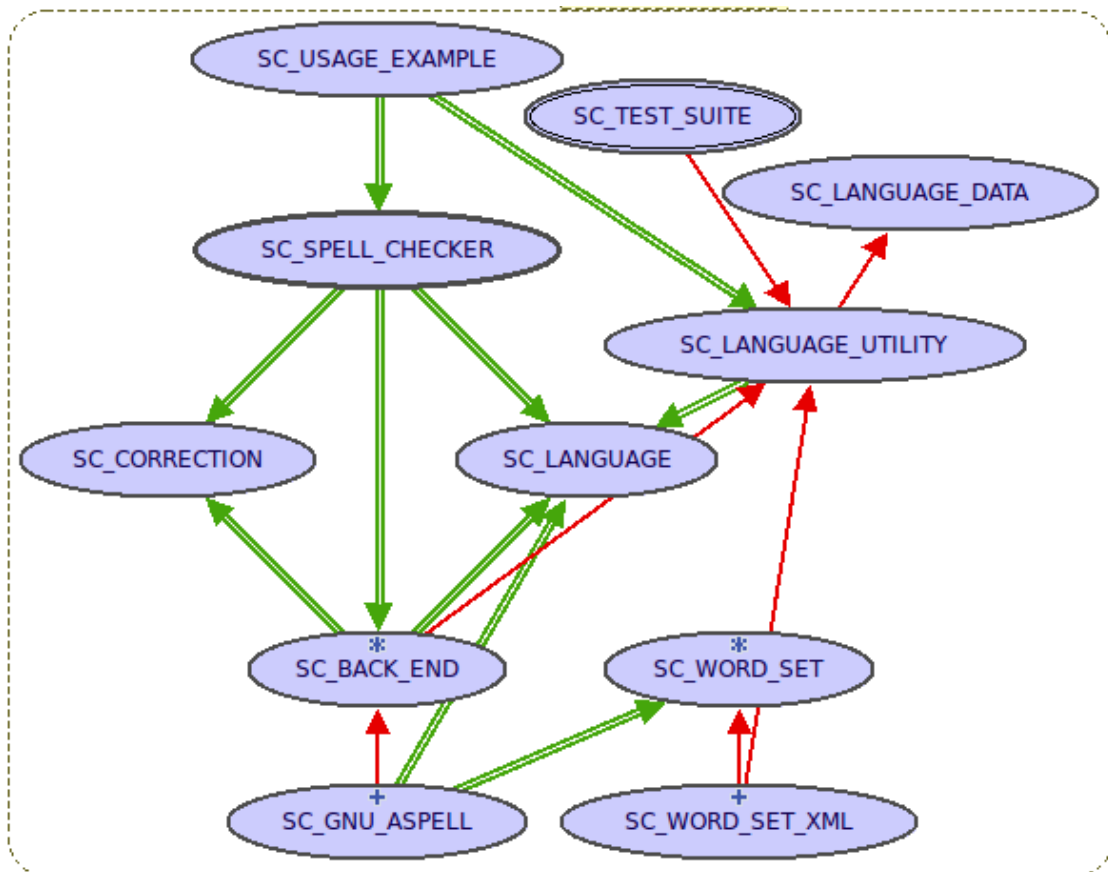 SC_USAGE_EXAMPLE
SC_TEST_SUITE
SC_LANGUAGE_DATA
SC_SPELL_CHECKER
SC_LANGUAGE_UTILITY
SC_CORRECTION
SC_LANGUAGE
*
SC_BACK_END
*
SC_WORD_SET
+
SC_GNU_ASPELL
+
SC_WORD_SET_XML